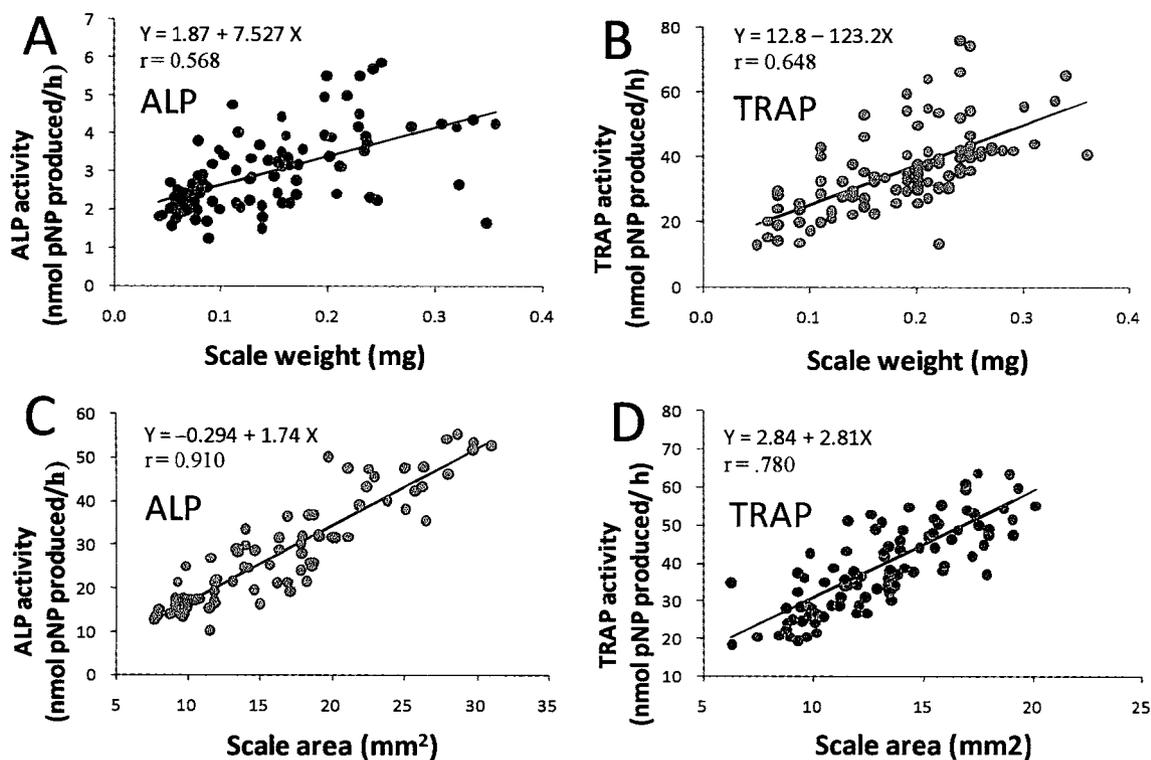 A
Y = 1.87 + 7.527 X
r = 0.568
ALP
ALP activity
(nmol pNP produced/h)
7
6
5
4
3
2
1
0
0.0 0.1 0.2 0.3 0.4
Scale weight (mg)
B
Y = 12.8 – 123.2X
r = 0.648
TRAP
TRAP activity
(nmol pNP produced/h)
80
60
40
20
0
0.0 0.1 0.2 0.3 0.4
Scale weight (mg)
C
Y = –0.294 + 1.74 X
r = 0.910
ALP
ALP activity
(nmol pNP produced/h)
60
50
40
30
20
10
0
5 10 15 20 25 30 35
Scale area (mm²)
D
Y = 2.84 + 2.81X
r = .780
TRAP
TRAP activity
(nmol pNP produced/ h)
80
70
60
50
40
30
20
10
5 10 15 20 25
Scale area (mm2)